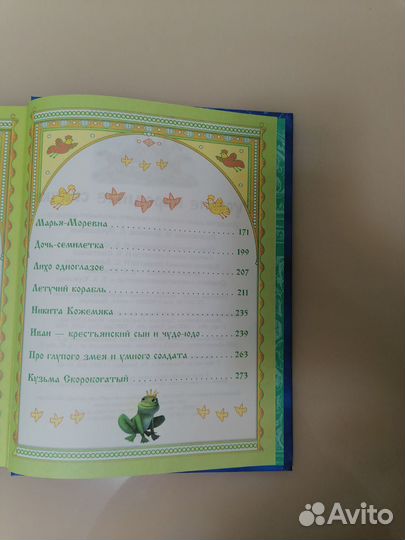 Марья-Моревна 171
Дочь-семилетка 199
Лихо одноглазое 207
Летучий корабль 211
Никита Кожемяка 235
Иван — крестьянский сын и чудо-юдо 239
Про глупого змея и умного солдата 263
Кузьма Скоробогатый 273
Avito